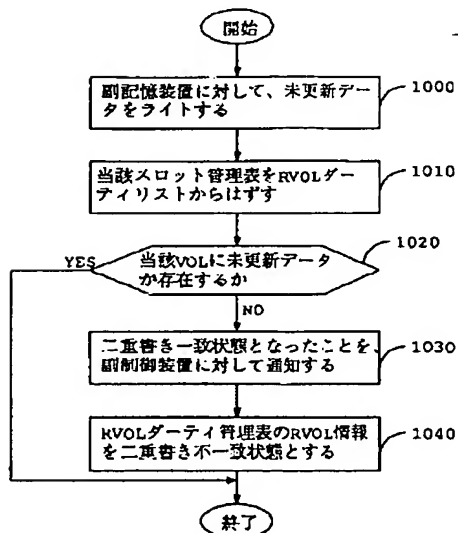 開始
副記憶装置に対して、未更新データ
をライトする
1000
当該スロット管理表をRVOLダー
ティリストからはずす
1010
当該VOLに未更新データ
が存在するか
1020
YES
NO
二重書き一致状態となったことを、
副制御装置に対して通知する
1030
RVOLダーティ管理表のRVOL情報
を二重書き不一致状態とする
1040
終了